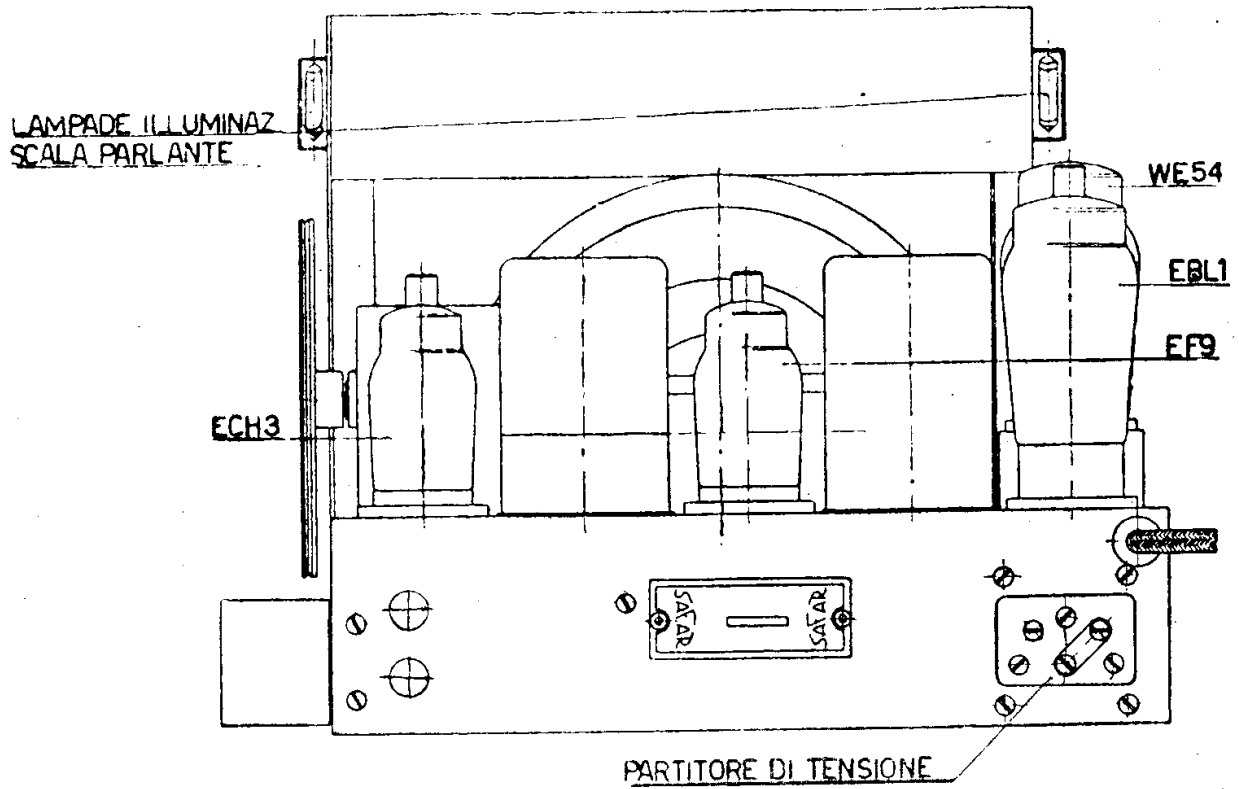 LAMPADE ILLUMINAZ
SCALA PARLANTE
WE54
EBL1
EF9
ECH3
SAFAR
SAFAR
PARTITORE DI TENSIONE